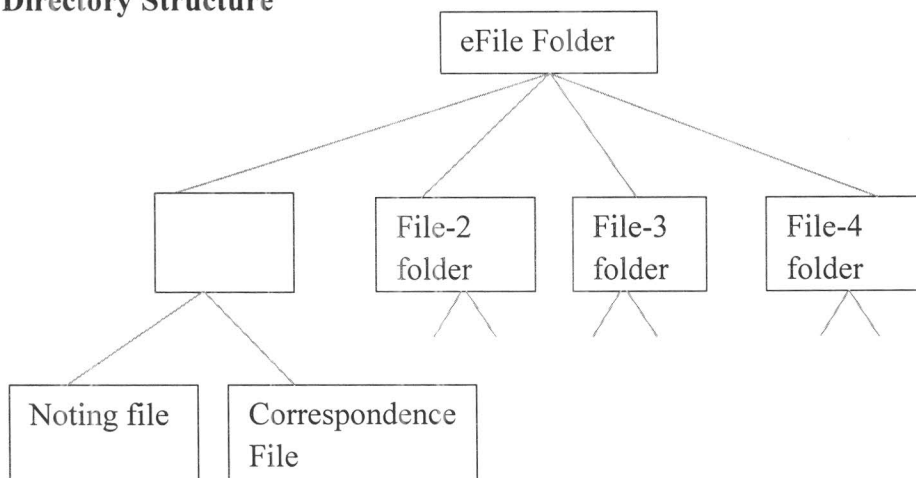 Directory Structure
eFile Folder
File-2
folder
File-3
folder
File-4
folder
Noting file
Correspondence
File